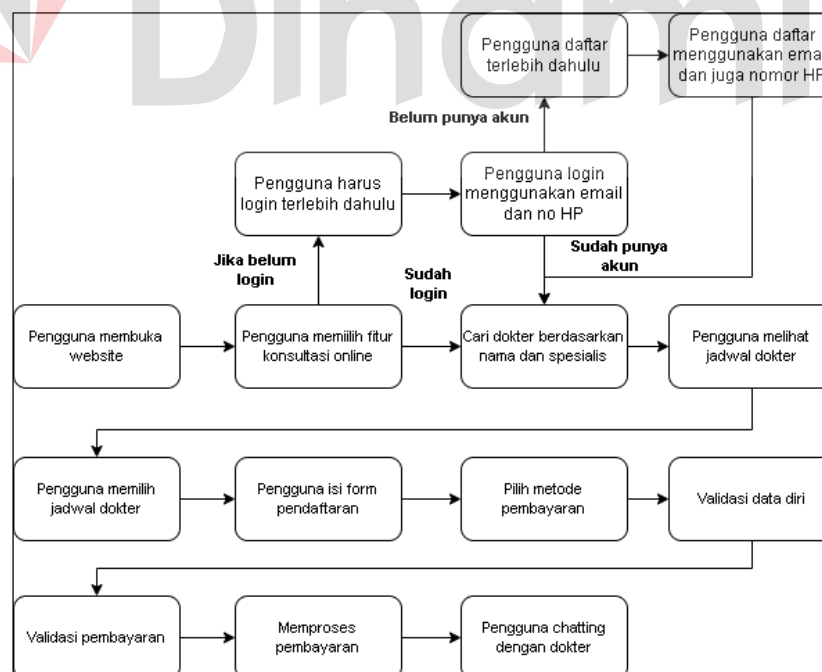 Dinami
Pengguna daftar
terlebih dahulu
Pengguna daftar
menggunakan emai
dan juga nomor HP
Belum punya akun
Pengguna harus
login terlebih dahulu
Pengguna login
menggunakan email
dan no HP
Jika belum
login
Sudah
login
Sudah punya
akun
Pengguna membuka
website
Pengguna memiilih fitur
konsultasi online
Cari dokter berdasarkan
nama dan spesialis
Pengguna melihat
jadwal dokter
Pengguna memilih
jadwal dokter
Pengguna isi form
pendaftaran
Pilih metode
pembayaran
Validasi data diri
Validasi pembayaran
Memproses
pembayaran
Pengguna chatting
dengan dokter